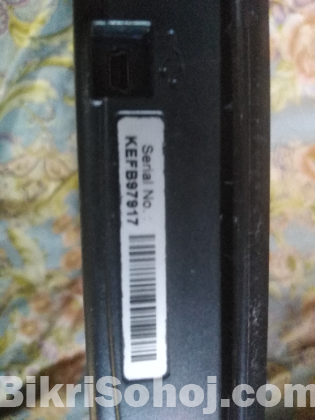 Serial No. :
KEFB97917
BikriSohoj.com